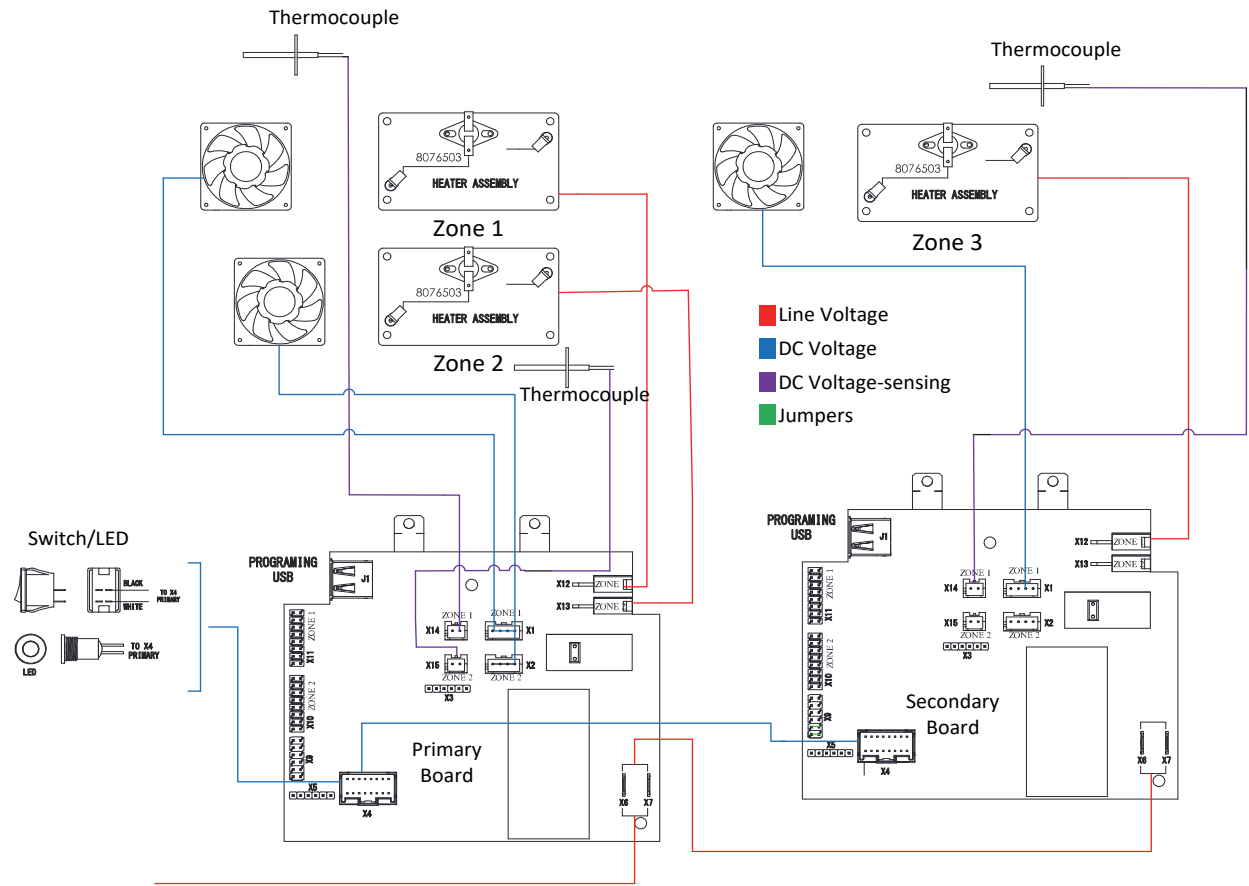 Thermocouple
Thermocouple
8076503
HEATER ASSEMBLY
Zone 1
8076503
HEATER ASSEMBLY
Zone 2
Thermocouple
8076503
HEATER ASSEMBLY
Zone 3
Line Voltage
DC Voltage
DC Voltage-sensing
Jumpers
Switch/LED
BLACK
WHITE
TO X4
PRIMARY
TO X4
PRIMARY
LED
PROGRAMING
USB
J1
X12
ZONE
X13
ZONE
ZONE 1
X11
ZONE 2
X10
X9
X5
ZONE 1
X14
ZONE 1
X1
X15
ZONE 2
X2
ZONE 2
X3
Primary
Board
X4
X6
X7
PROGRAMING
USB
J1
X12
ZONE
X13
ZONE 2
ZONE 1
X11
ZONE 2
X10
X9
X5
ZONE 1
X14
ZONE 1
X1
X15
ZONE 2
X2
ZONE 2
X3
Secondary
Board
X4
X6
X7